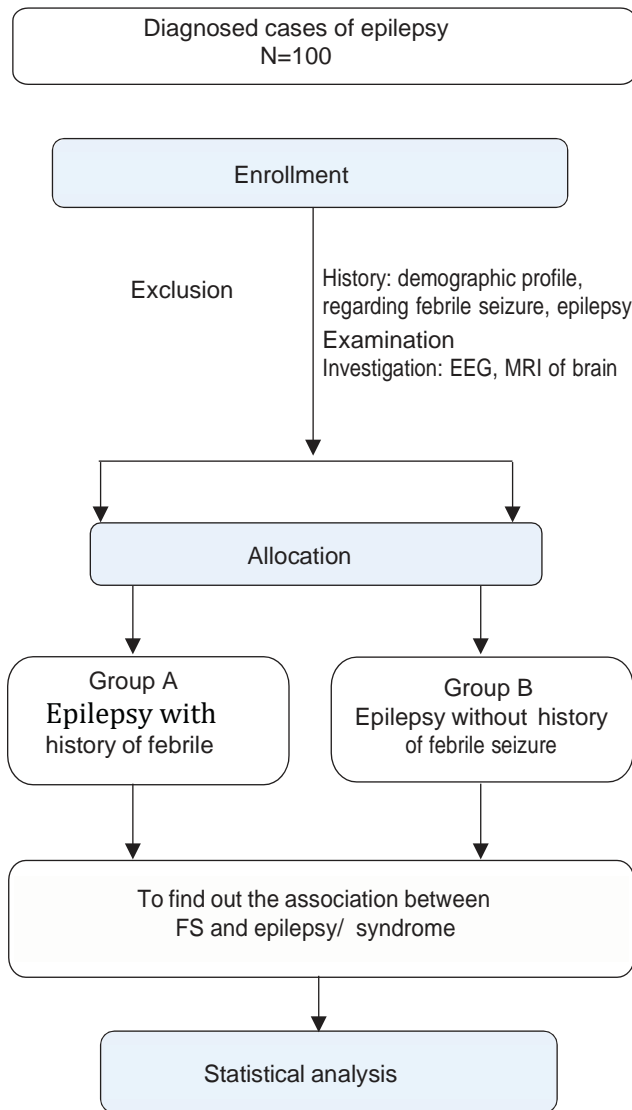 Diagnosed cases of epilepsy
N=100
Enrollment
Exclusion
History: demographic profile,
regarding febrile seizure, epilepsy
Examination
Investigation: EEG, MRI of brain
Allocation
Group A
Epilepsy with
history of febrile
Group B
Epilepsy without history
of febrile seizure
To find out the association between
FS and epilepsy/ syndrome
Statistical analysis